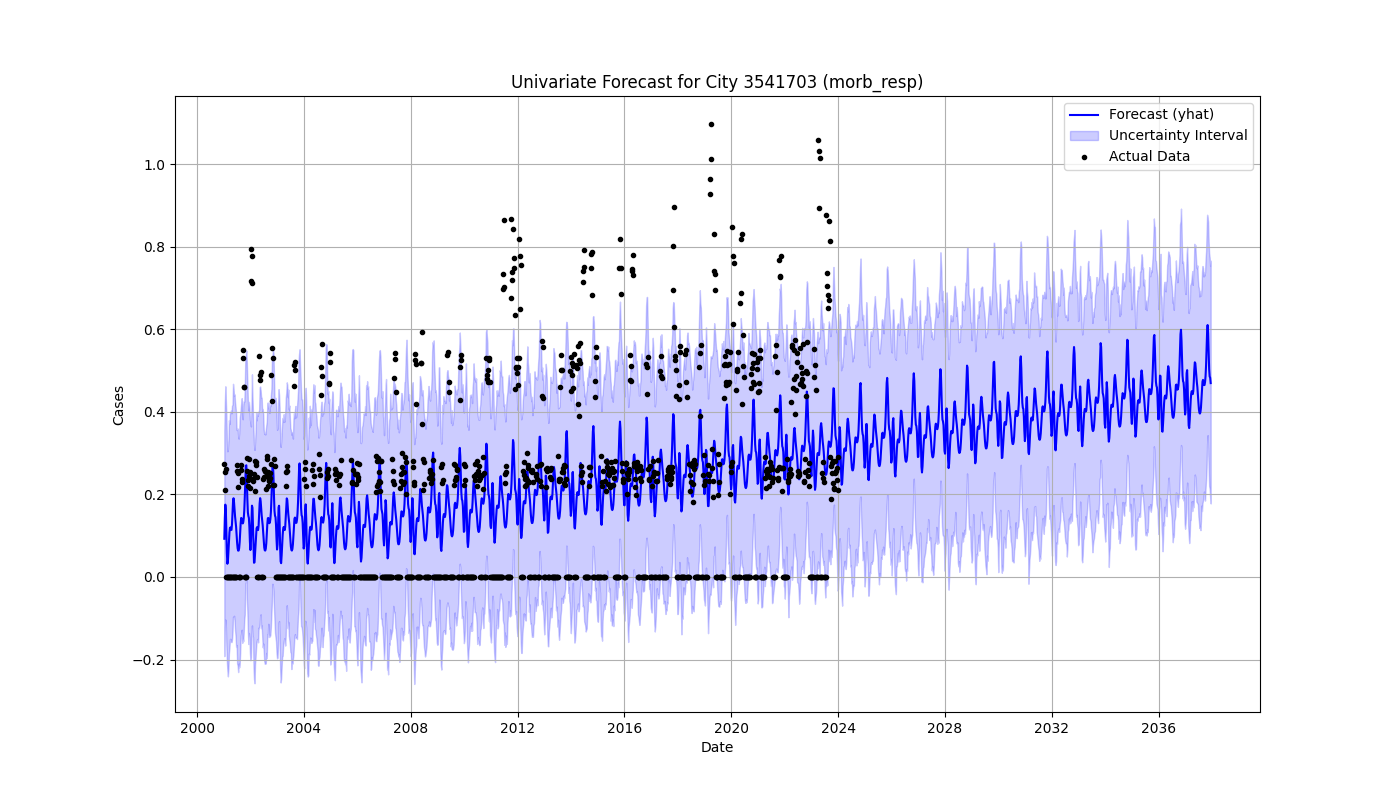 Univariate Forecast for City 3541703 (morb_resp)
Forecast (yhat)
Uncertainty Interval
Actual Data
Cases
1.0
0.8
0.6
0.4
0.2
0.0
−0.2
2000 2004 2008 2012 2016 2020 2024 2028 2032 2036
Date